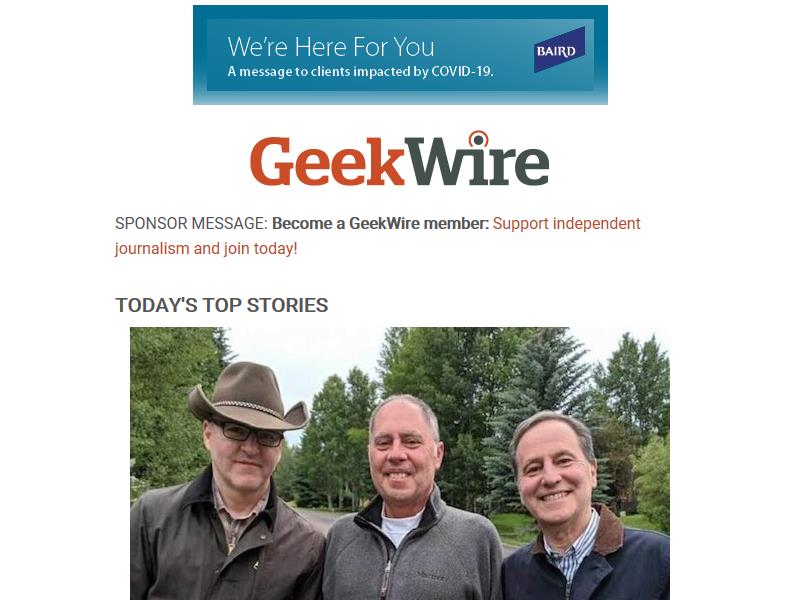 We're Here For You
A message to clients impacted by COVID-19.
BAIRD
GeekWire
SPONSOR MESSAGE: Become a GeekWire member: Support independent
journalism and join today!
TODAY'S TOP STORIES
Marmot